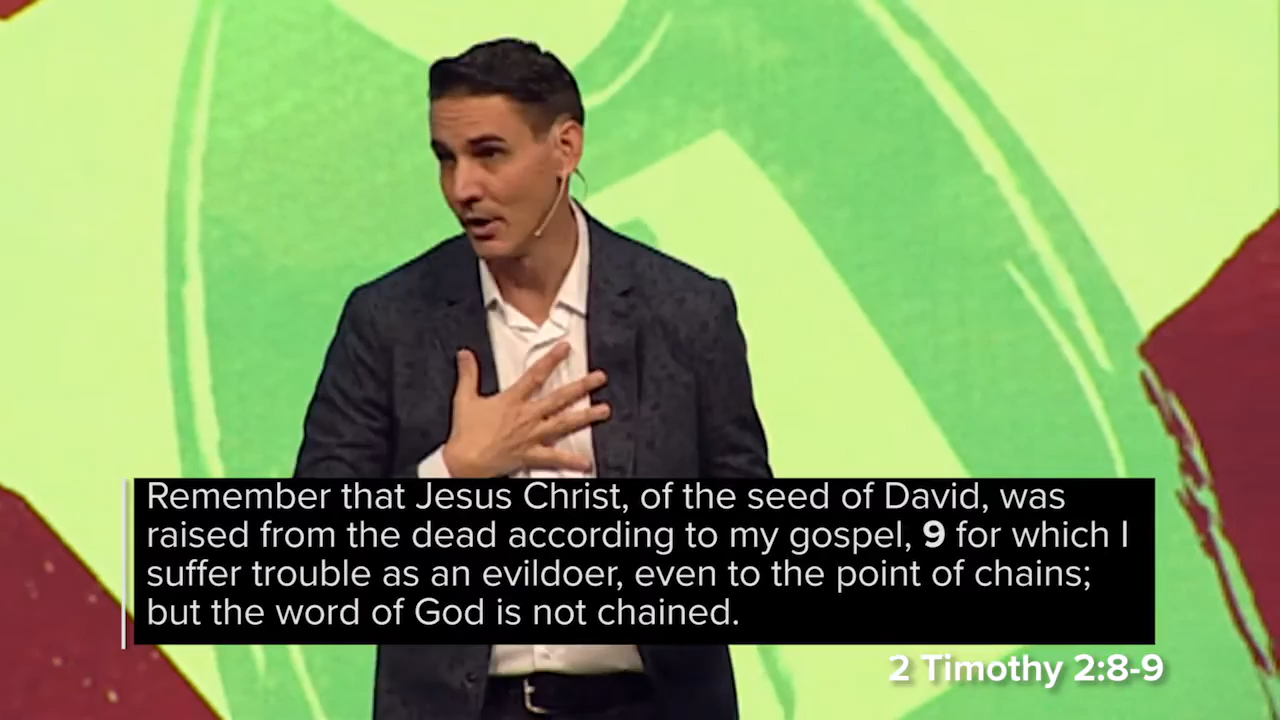 Remember that Jesus Christ, of the seed of David, was
raised from the dead according to my gospel, 9 for which I
suffer trouble as an evildoer, even to the point of chains;
but the word of God is not chained.
2 Timothy 2:8-9